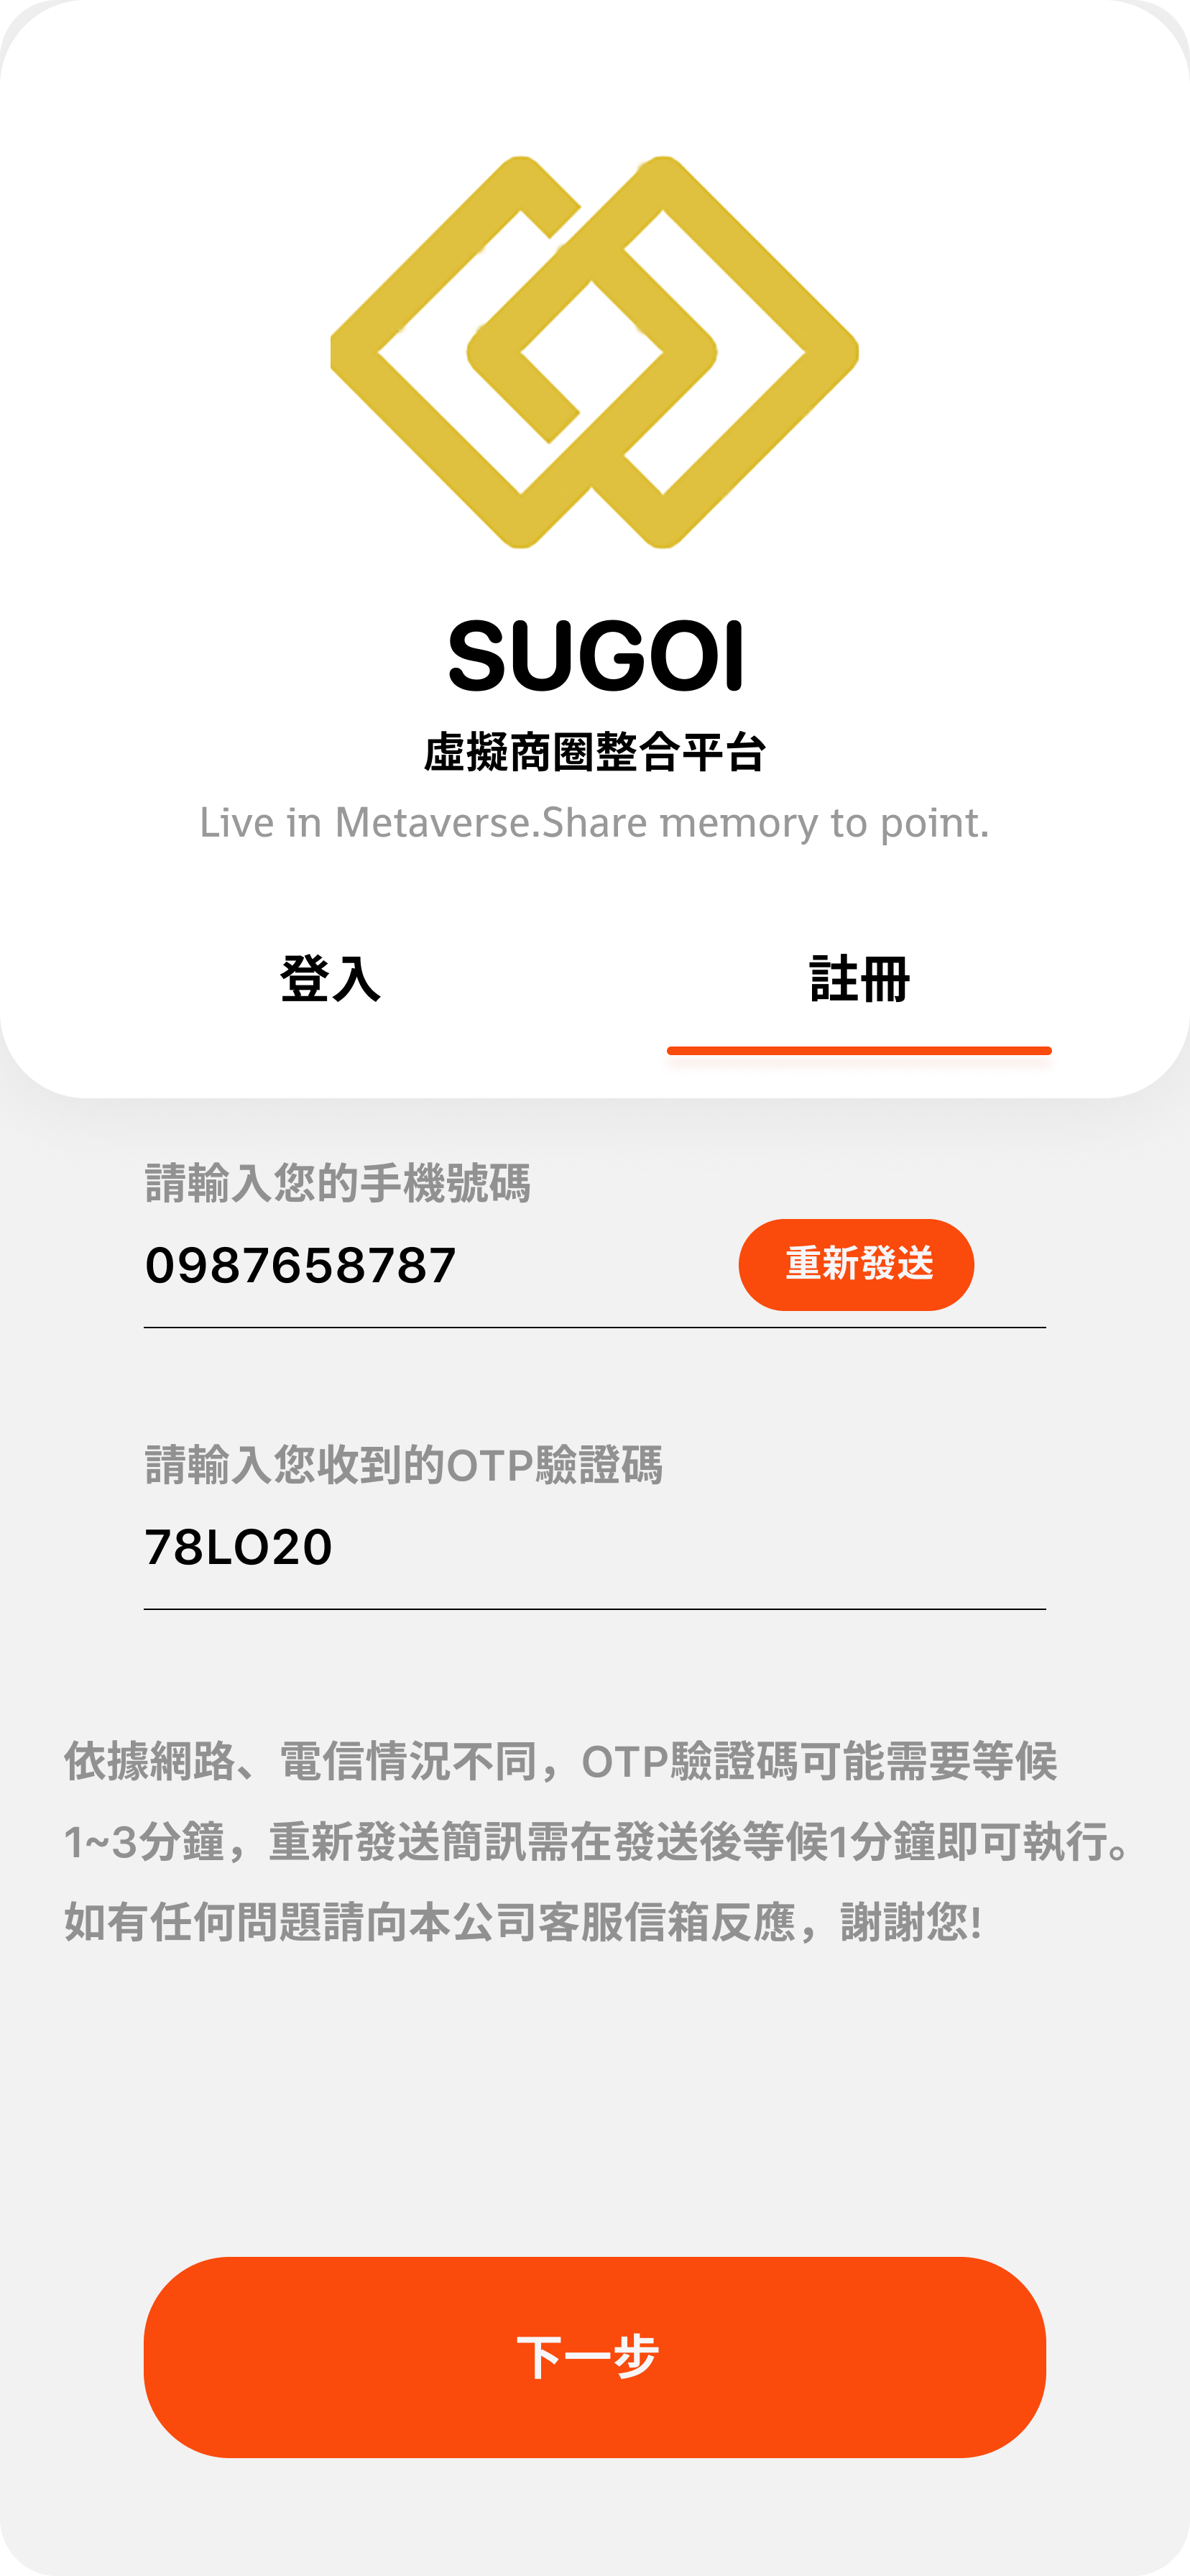 SUGOI
虛擬商圈整合平台
Live in Metaverse.Share memory to point.
登入 註冊
請輸入您的手機號碼
0987658787 重新發送
請輸入您收到的OTP驗證碼
78LO20
依據網路、電信情況不同，OTP驗證碼可能需要等候
1~3分鐘，重新發送簡訊需在發送後等候1分鐘即可執行。
如有任何問題請向本公司客服信箱反應，謝謝您!
下一步